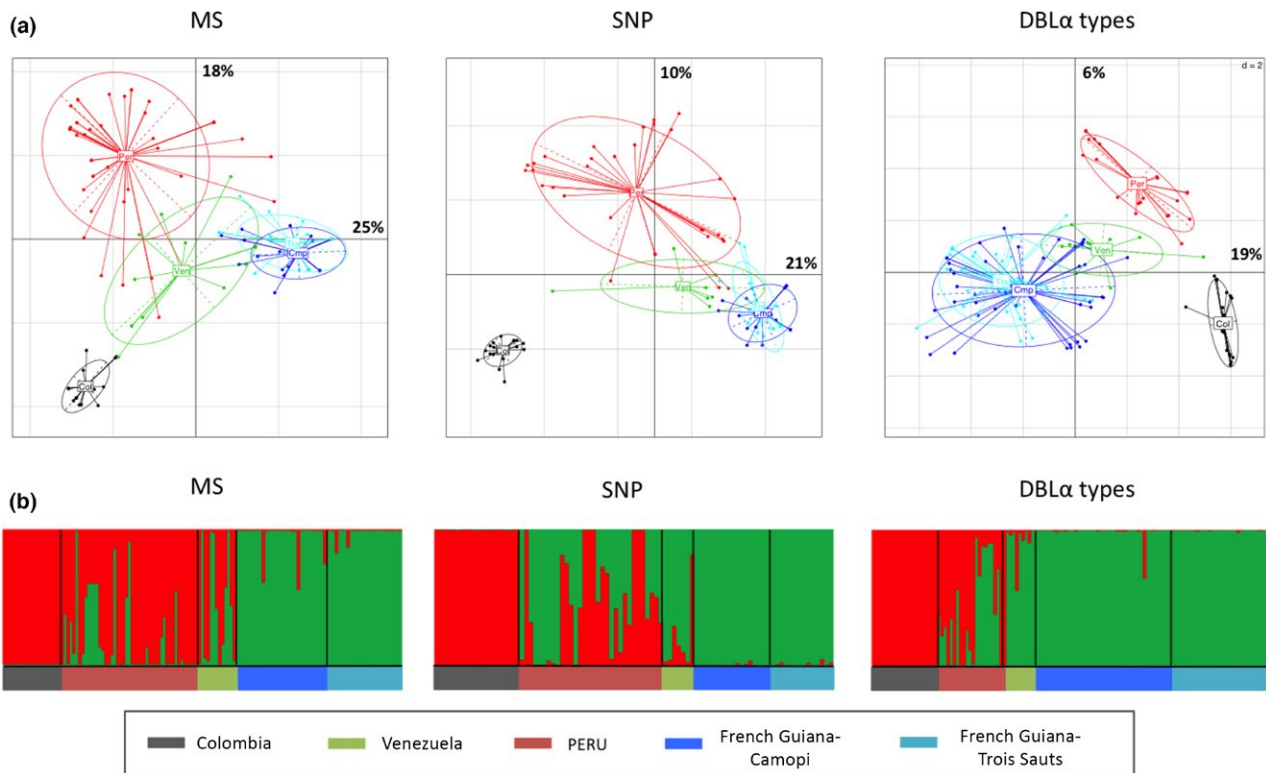 (a)
MS
SNP
DBLα types
18%
25%
Per
Ven
Cmp
Col
10%
21%
Ven
Cmp
6%
d = 2
19%
Per
Ven
Cmp
Col
(b)
MS
SNP
DBLα types
Colombia
Venezuela
PERU
French Guiana-
Camopi
French Guiana-
Trois Sauts